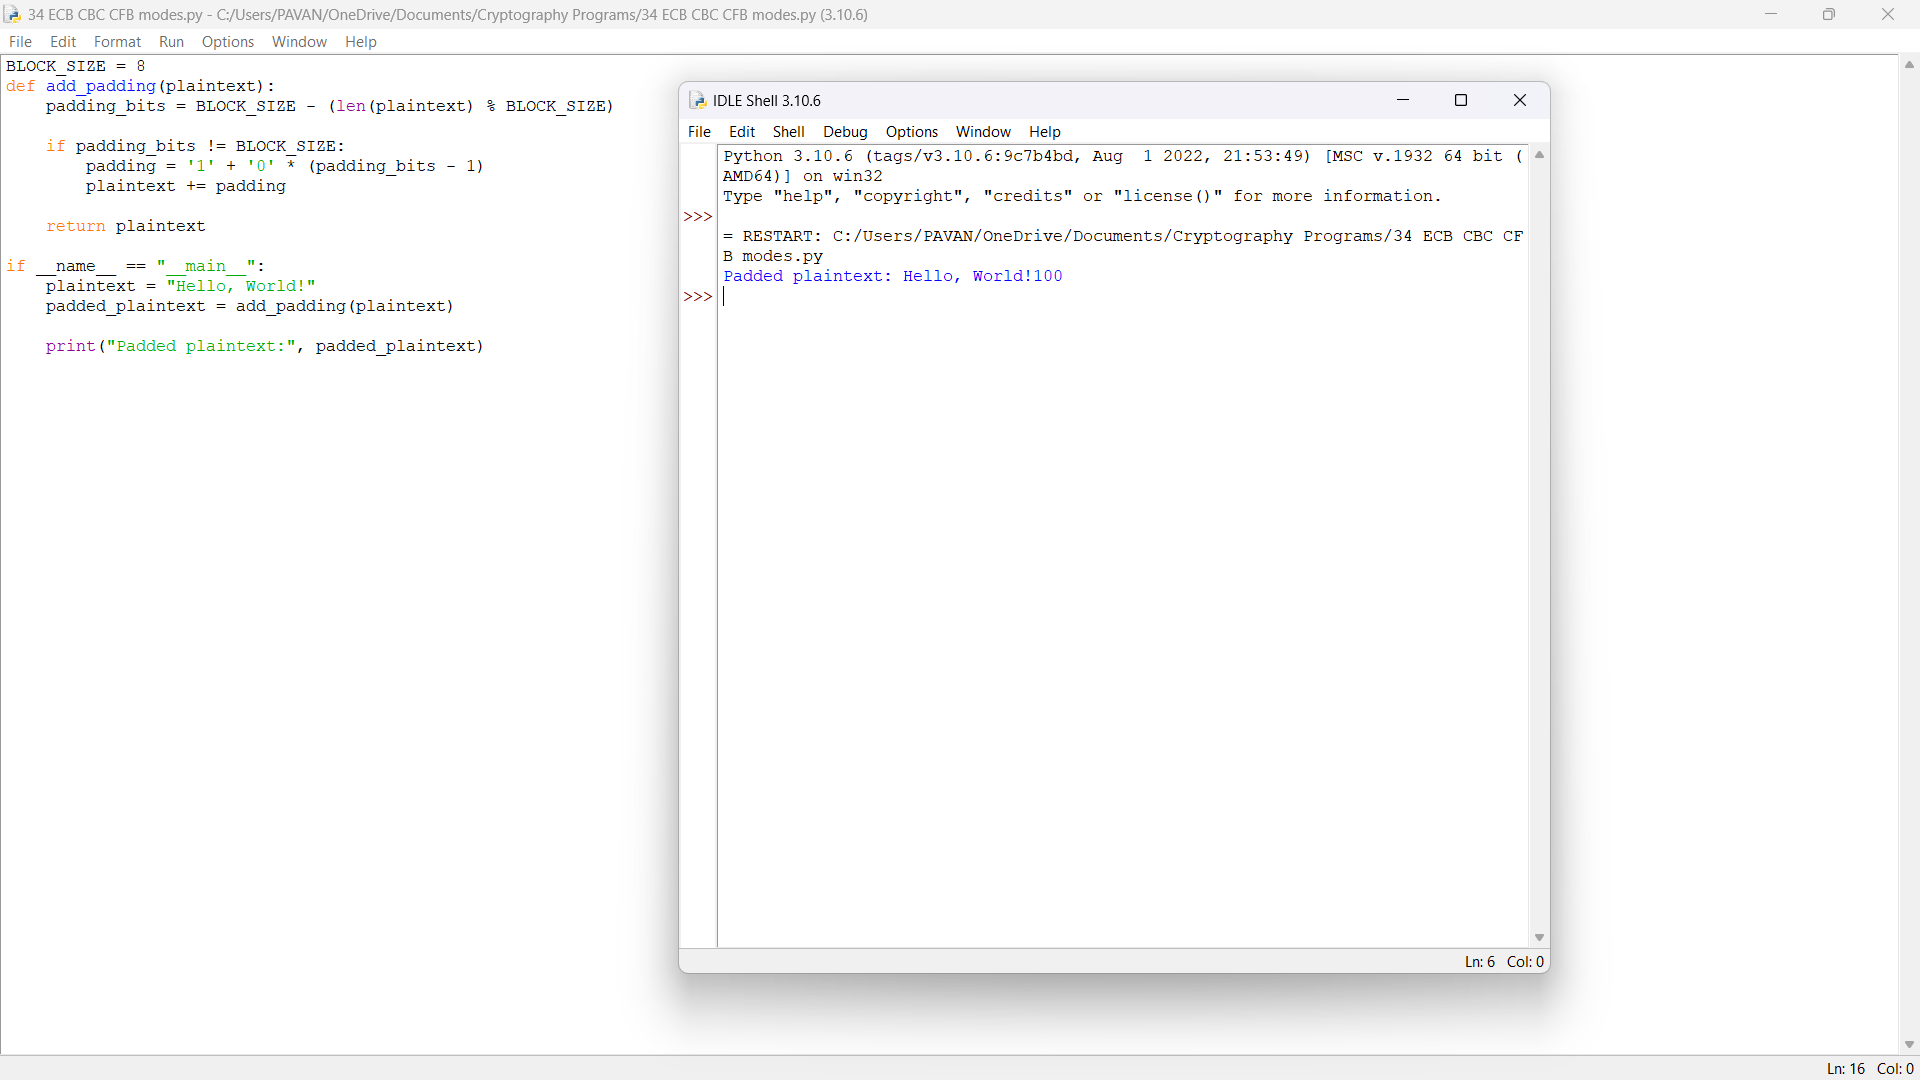 34 ECB CBC CFB modes.py - C:/Users/PAVAN/OneDrive/Documents/Cryptography Programs/34 ECB CBC CFB modes.py (3.10.6)
File Edit Format Run Options Window Help
BLOCK_SIZE = 8
def add_padding(plaintext):
    padding_bits = BLOCK_SIZE - (len(plaintext) % BLOCK_SIZE)
    if padding_bits != BLOCK_SIZE:
        padding = '1' + '0' * (padding_bits - 1)
        plaintext += padding
    return plaintext
if __name__ == "__main__":
    plaintext = "Hello, World!"
    padded_plaintext = add_padding(plaintext)
    print("Padded plaintext:", padded_plaintext)
IDLE Shell 3.10.6
File Edit Shell Debug Options Window Help
Python 3.10.6 (tags/v3.10.6:9c7b4bd, Aug  1 2022, 21:53:49) [MSC v.1932 64 bit (
AMD64)] on win32
Type "help", "copyright", "credits" or "license()" for more information.
>>>
= RESTART: C:/Users/PAVAN/OneDrive/Documents/Cryptography Programs/34 ECB CBC CF
B modes.py
Padded plaintext: Hello, World!100
>>>
Ln: 6 Col: 0
Ln: 16 Col: 0